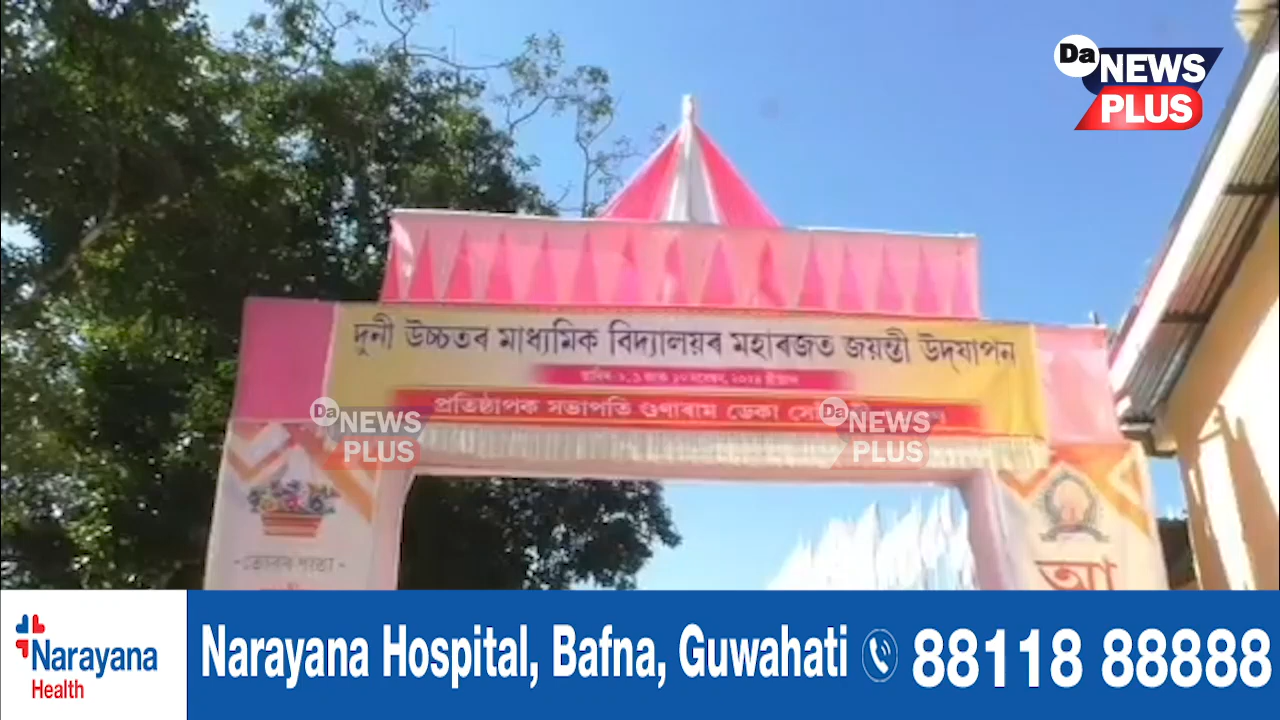 Da NEWS
PLUS
দুনী উচ্চতৰ মাধ্যমিক বিদ্যালয়ৰ মহাৰজত জয়ন্তী উদ্‌যাপন
প্ৰতিষ্ঠাপক সভাপতি গুণাৰাম ডেকা
Da NEWS
PLUS
Da NEWS
PLUS
আ
Narayana
Health
Narayana Hospital, Bafna, Guwahati
88118 88888